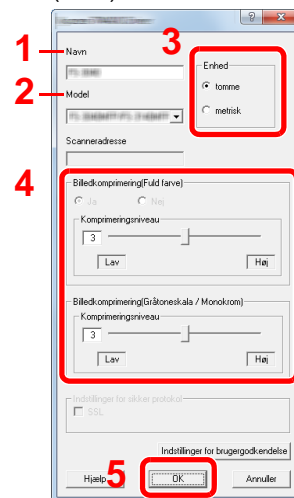 1
Navn
3
Enhed
tomme
metrisk
2
Model
Scanneradresse
4
Billedkomprimering(Fuld farve)
Ja
Nej
Komprimeringsniveau
3
Lav
Høj
Billedkomprimering(Gråtoneskala / Monokrom)
Komprimeringsniveau
3
Lav
Høj
Indstillinger for sikker protokol
SSL
Indstillinger for brugergodkendelse
5
Hjælp
OK
Annuller